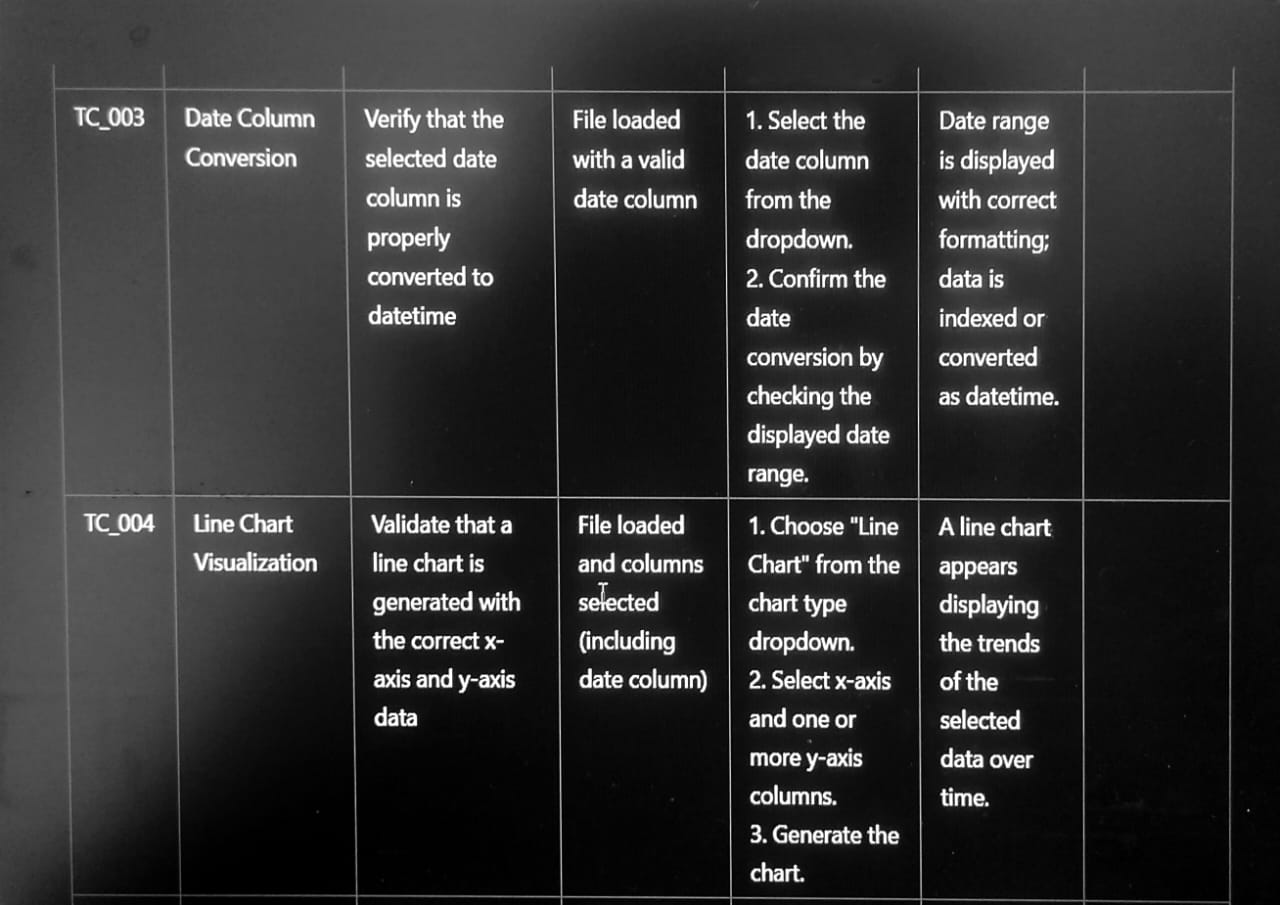 TC_003
Date Column
Conversion
Verify that the
selected date
column is
properly
converted to
datetime
File loaded
with a valid
date column
1. Select the
date column
from the
dropdown.
2. Confirm the
date
conversion by
checking the
displayed date
range.
Date range
is displayed
with correct
formatting;
data is
indexed or
converted
as datetime.
TC_004
Line Chart
Visualization
Validate that a
line chart is
generated with
the correct x-
axis and y-axis
data
File loaded
and columns
selected
(including
date column)
1. Choose "Line
Chart" from the
chart type
dropdown.
2. Select x-axis
and one or
more y-axis
columns.
3. Generate the
chart.
A line chart
appears
displaying
the trends
of the
selected
data over
time.